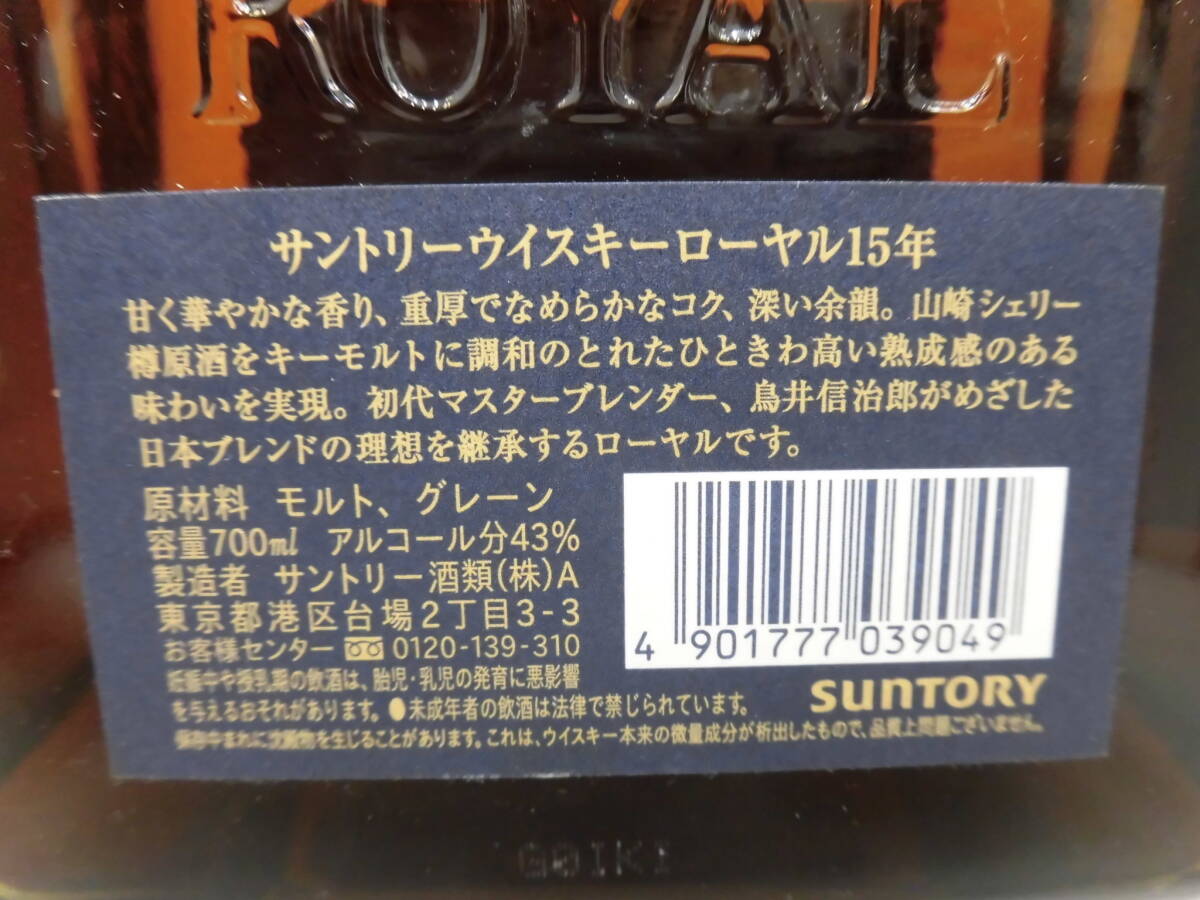 ROYAL
サントリーウイスキーローヤル15年
甘く華やかな香り、重厚でなめらかなコク、深い余韻。山崎シェリー
樽原酒をキーモルトに調和のとれたひときわ高い熟成感のある
味わいを実現。初代マスターブレンダー、鳥井信治郎がめざした
日本ブレンドの理想を継承するローヤルです。
原材料 モルト、グレーン
容量700ml アルコール分43%
製造者 サントリー酒類(株)A
東京都港区台場2丁目3-3
お客様センター 0120-139-310
妊娠中や授乳期の飲酒は、胎児・乳児の発育に悪影響
を与えるおそれがあります。●未成年者の飲酒は法律で禁じられています。
保存中まれに沈澱物を生じることがあります。これは、ウイスキー本来の微量成分が析出したもので、品質上問題ございません。
4 901777 039049
SUNTORY